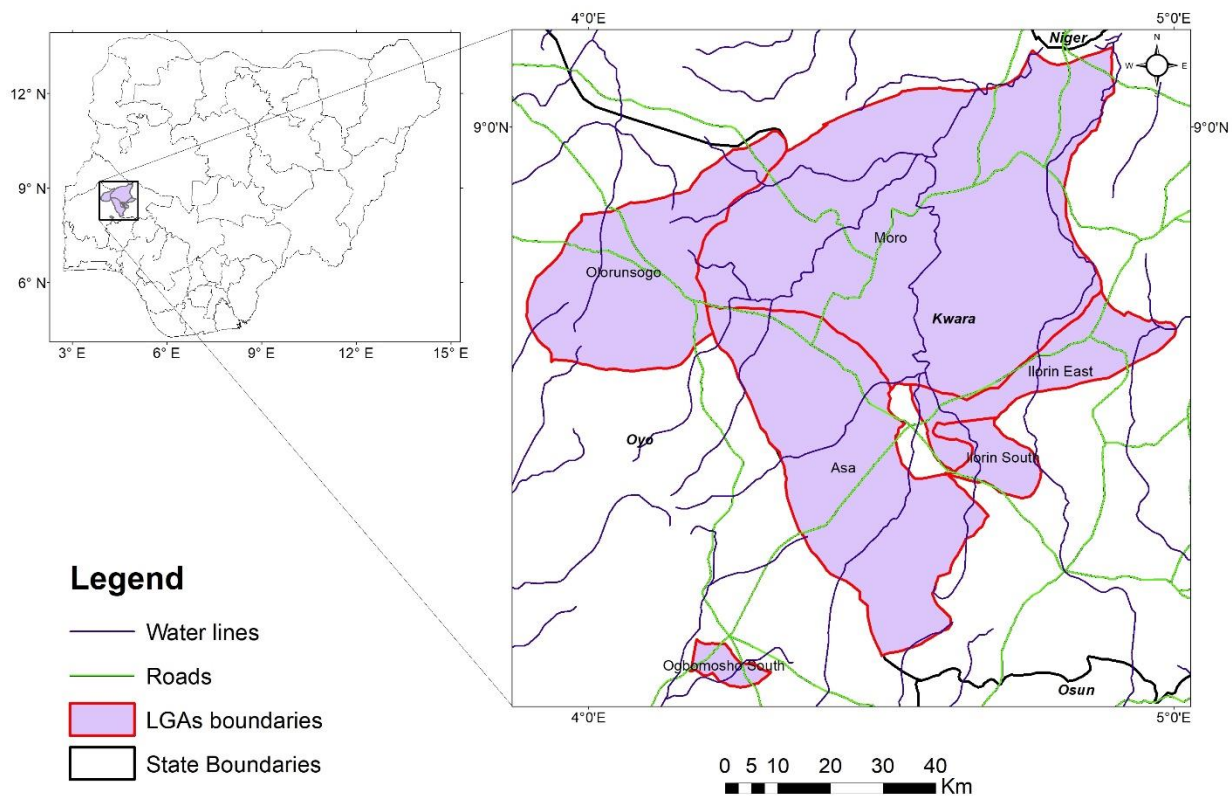 4°0'E
5°0'E
Niger
N
W
E
S
12° N
9° N
6° N
3°E
6°E
9°E
12°E
15°E
9°0'N
9°0'N
Moro
Olorunsogo
Kwara
Ilorin East
Oyo
Asa
Ilorin South
Ogbomosho South
Osun
4°0'E
5°0'E
Legend
Water lines
Roads
LGAs boundaries
State Boundaries
0 5 10 20 30 40
Km